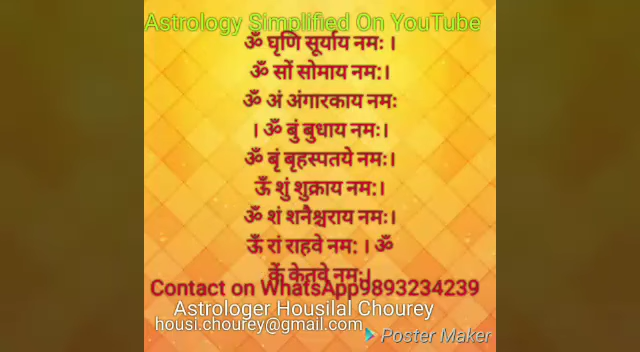 Astrology Simplified On YouTube
ॐ घृणि सूर्याय नमः ।
ॐ सों सोमाय नम:।
ॐ अं अंगारकाय नमः
। ॐ बुं बुधाय नमः।
ॐ बृं बृहस्पतये नमः।
ऊँ शुं शुक्राय नम:।
ॐ शं शनैश्चराय नमः।
ऊँ रां राहवे नम: । ॐ
कें केतवे नमः।
Contact on WhatsApp9893234239
Astrologer Housilal Chourey
housi.chourey@gmail.com
Poster Maker